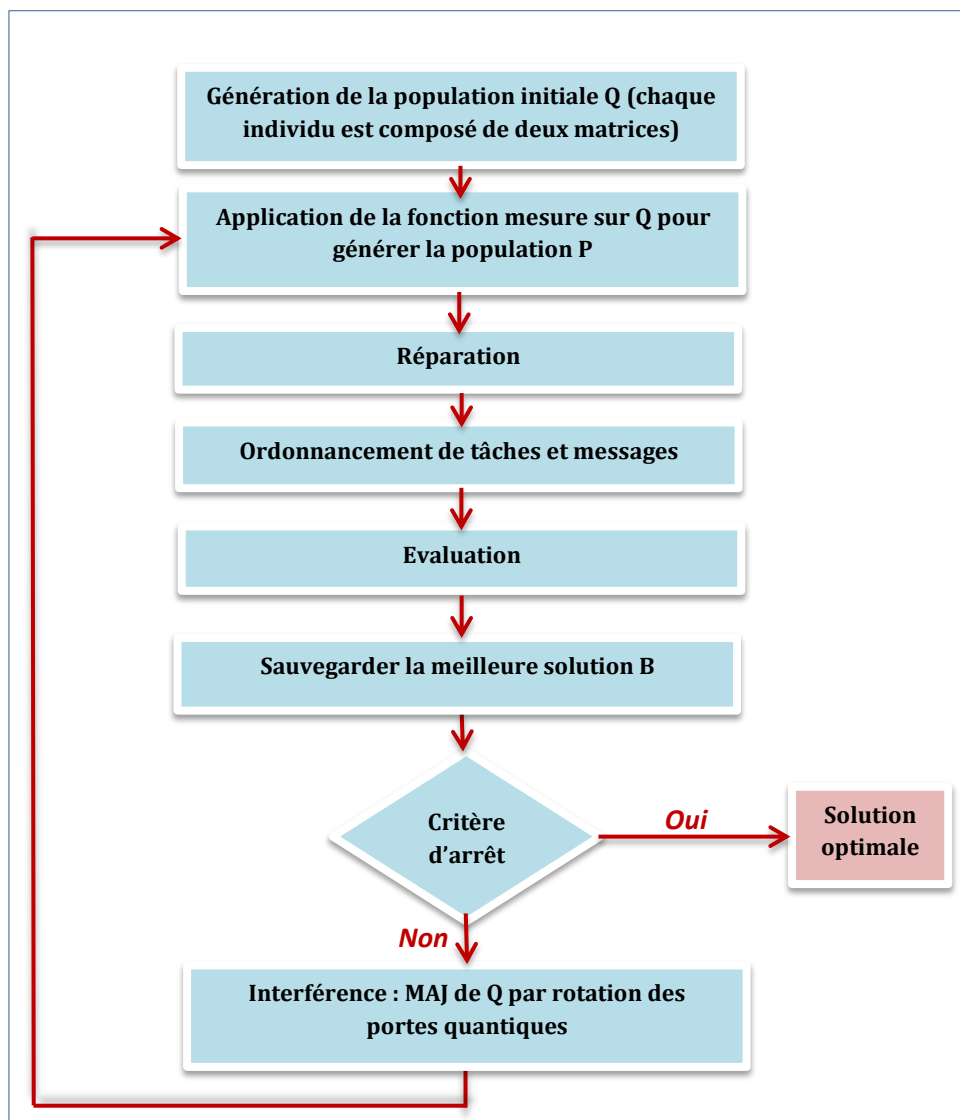 Génération de la population initiale Q (chaque
individu est composé de deux matrices)
Application de la fonction mesure sur Q pour
générer la population P
Réparation
Ordonnancement de tâches et messages
Evaluation
Sauvegarder la meilleure solution B
Critère
d’arrêt
Oui
Solution
optimale
Non
Interférence : MAJ de Q par rotation des
portes quantiques